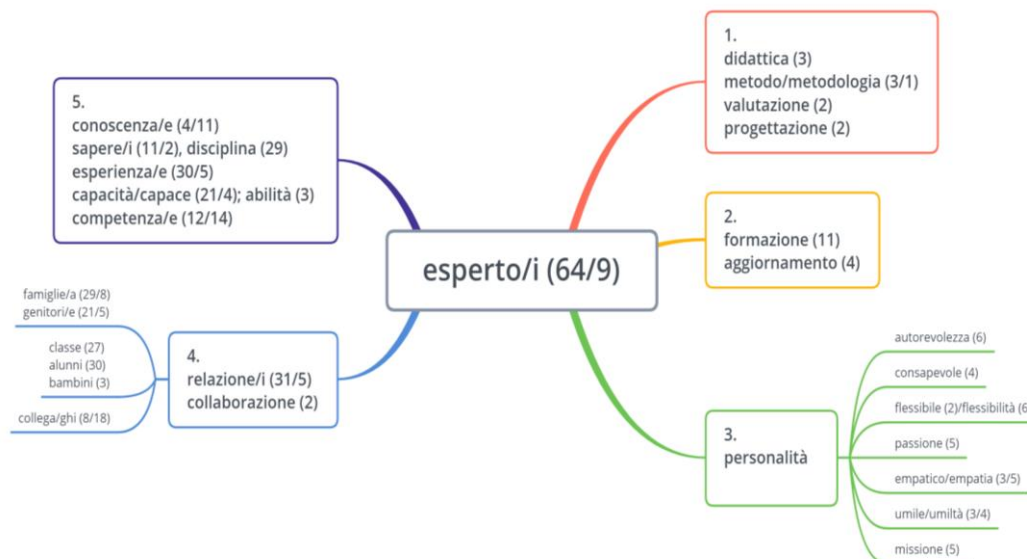 esperto/i (64/9)
1.
didattica (3)
metodo/metodologia (3/1)
valutazione (2)
progettazione (2)
2.
formazione (11)
aggiornamento (4)
3.
personalità
autorevolezza (6)
consapevole (4)
flessibile (2)/flessibilità (6
passione (5)
empatico/empatia (3/5)
umile/umiltà (3/4)
missione (5)
4.
relazione/i (31/5)
collaborazione (2)
famiglie/a (29/8)
genitori/e (21/5)
classe (27)
alunni (30)
bambini (3)
collega/ghi (8/18)
5.
conoscenza/e (4/11)
sapere/i (11/2), disciplina (29)
esperienza/e (30/5)
capacità/capace (21/4); abilità (3)
competenza/e (12/14)